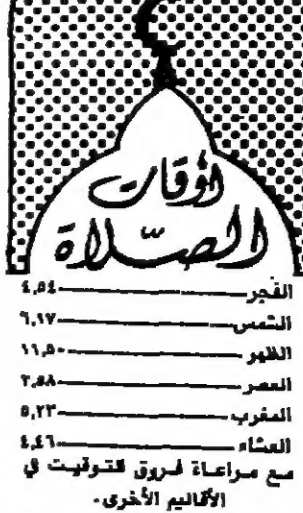 أوقات
الصلاة
الفجر ٤,٥٤
الشمس ٦,١٧
الظهر ١١,٥٠
العصر ٢,٥٨
المغرب ٥,٢٣
العشاء ٤,٤٦
مع مراعاة فروق التوقيت في
الأقاليم الأخرى.